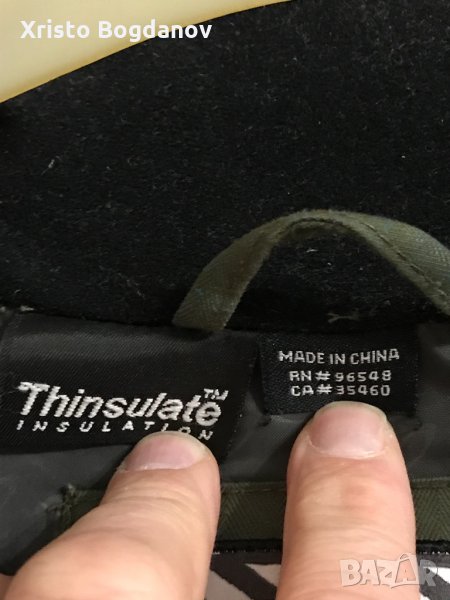 Xristo Bogdanov
Thinsulate™
INSULATION
MADE IN CHINA
RN#96548
CA#35460
BAZAR